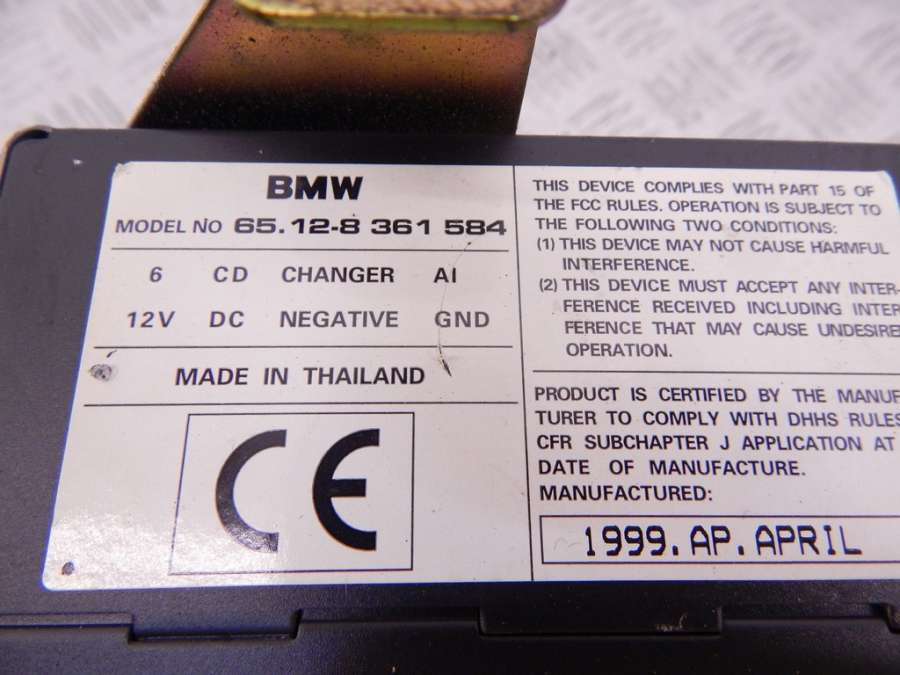 BMW
MODEL NO 65.12-8 361 584
6 CD CHANGER AI
12V DC NEGATIVE GND
MADE IN THAILAND
CE
THIS DEVICE COMPLIES WITH PART 15 OF
THE FCC RULES. OPERATION IS SUBJECT TO
THE FOLLOWING TWO CONDITIONS:
(1) THIS DEVICE MAY NOT CAUSE HARMFUL
INTERFERENCE.
(2) THIS DEVICE MUST ACCEPT ANY INTER-
FERENCE RECEIVED INCLUDING INTER
FERENCE THAT MAY CAUSE UNDESIRE
OPERATION.
PRODUCT IS CERTIFIED BY THE MANUF
TURER TO COMPLY WITH DHHS RULES
CFR SUBCHAPTER J APPLICATION AT
DATE OF MANUFACTURE.
MANUFACTURED:
1999.AP.APRIL